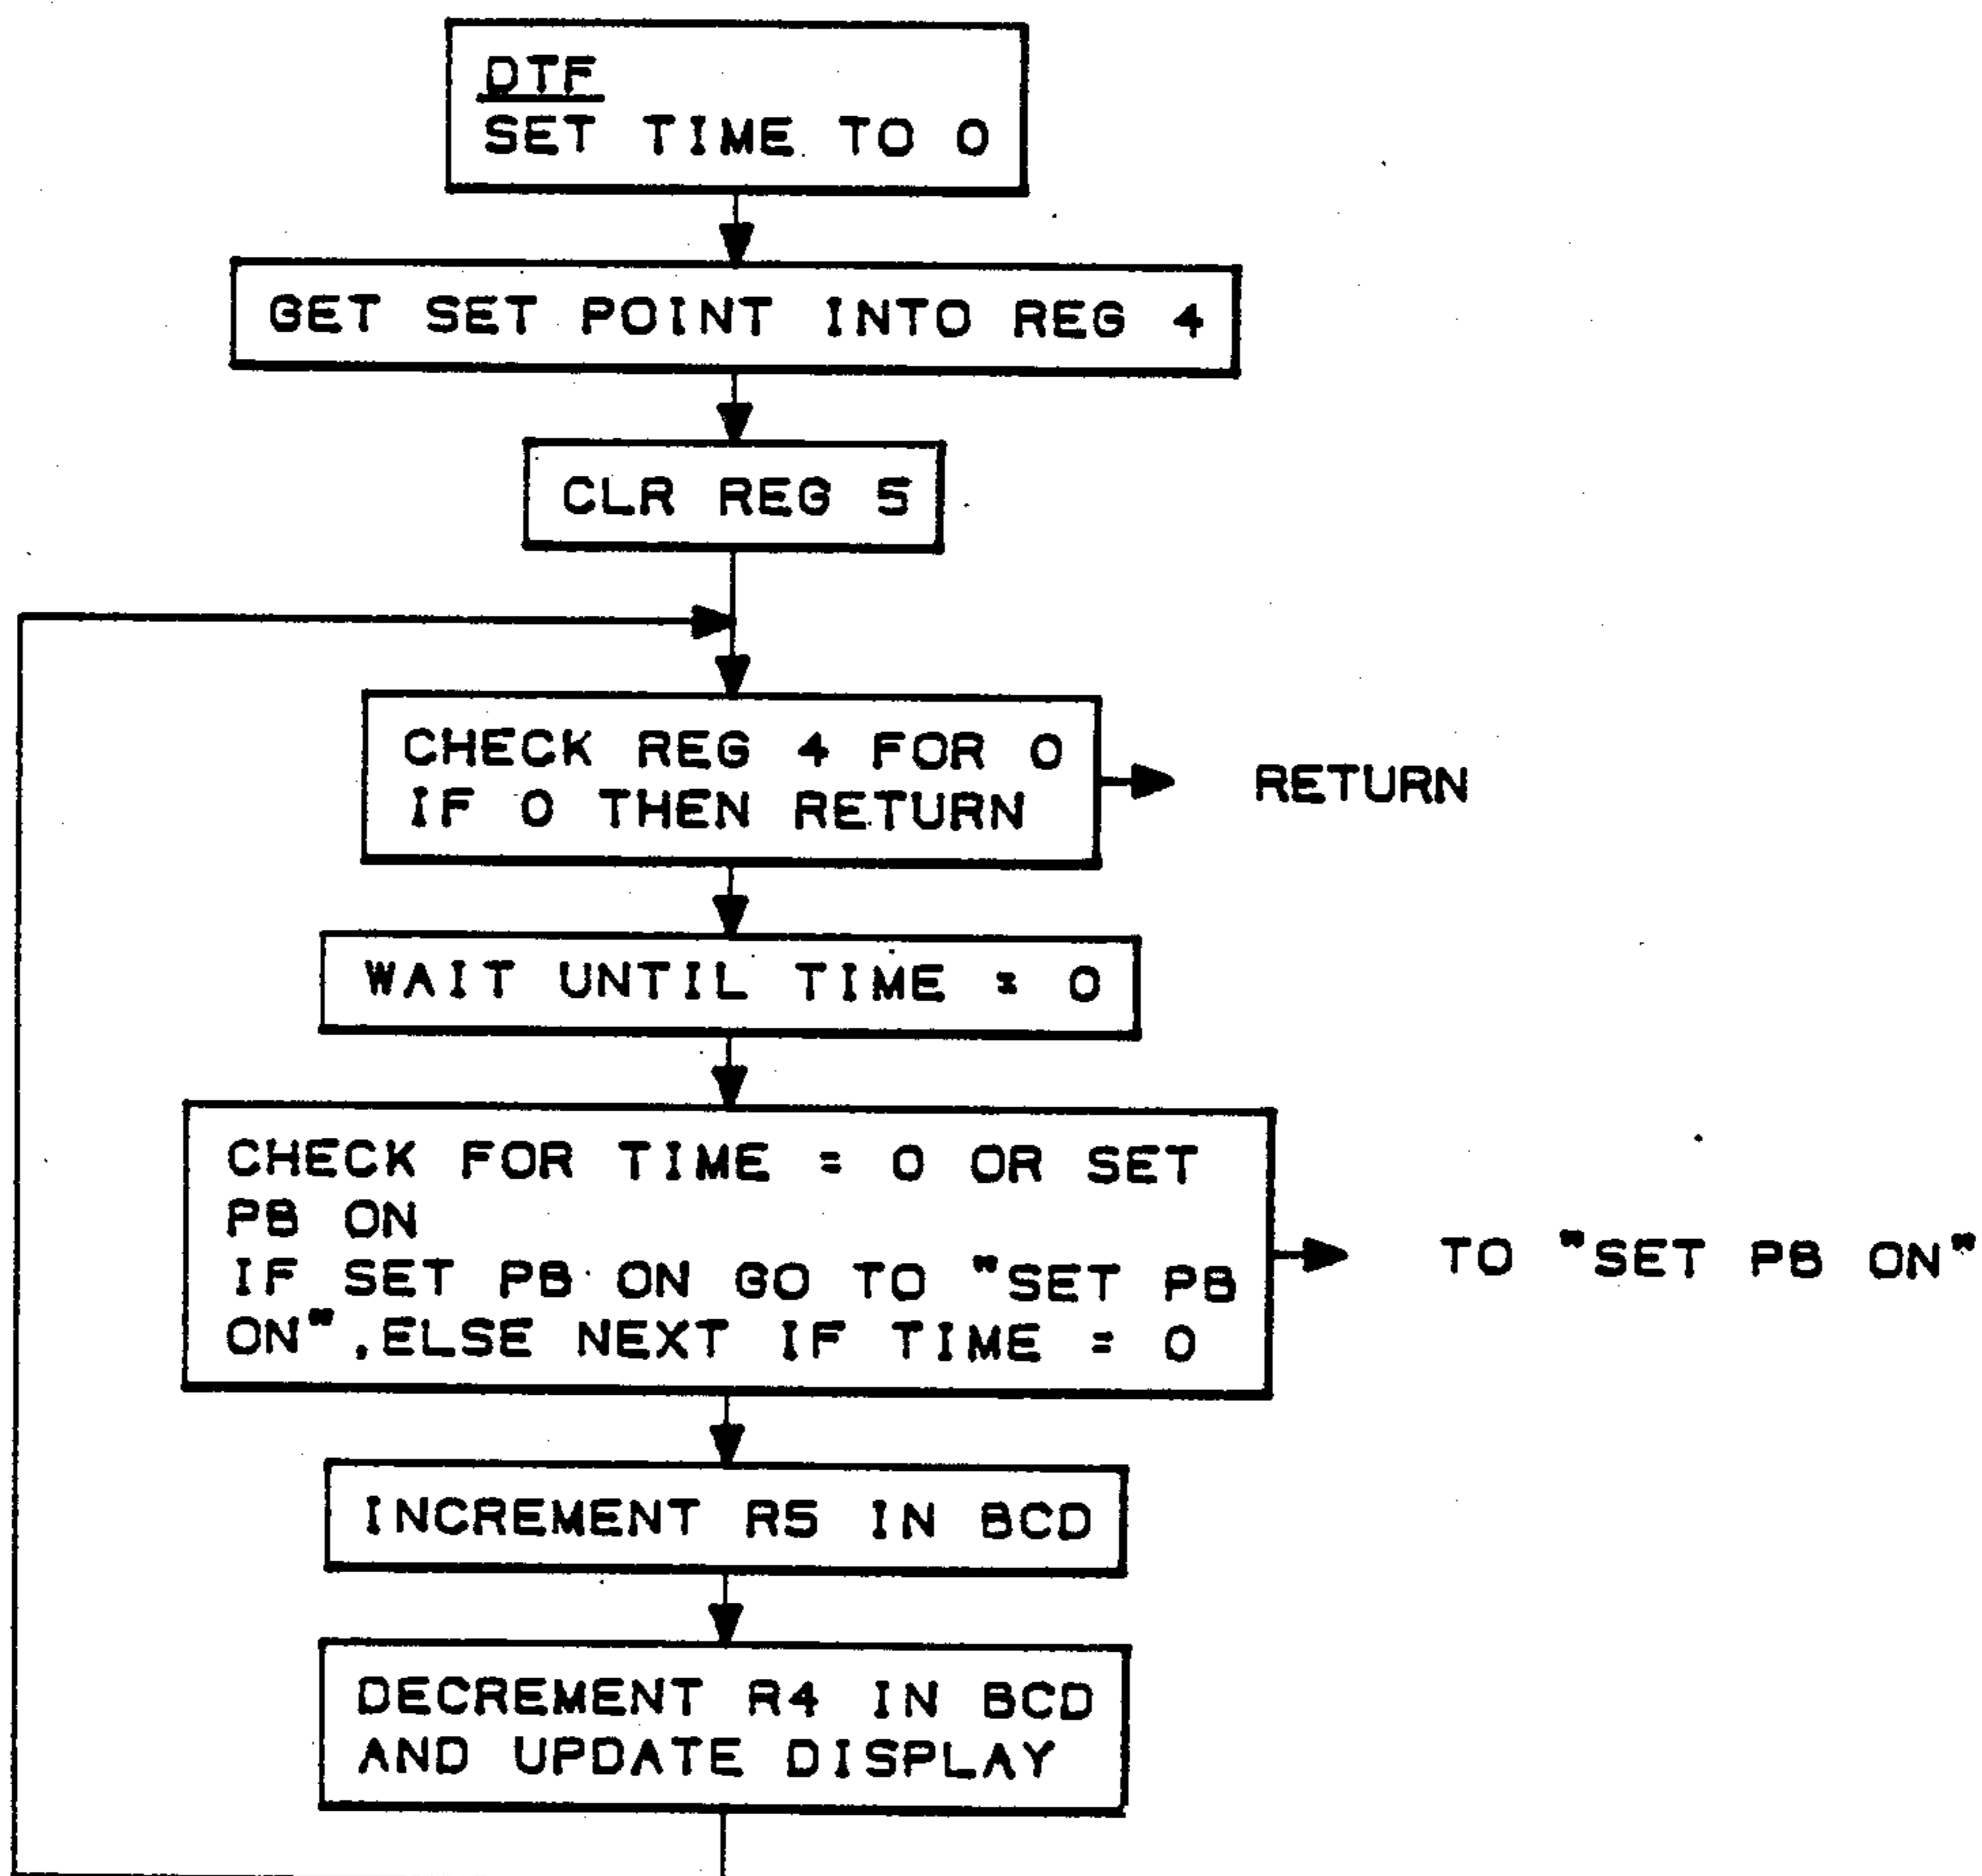 DTF
SET TIME TO 0
GET SET POINT INTO REG 4
CLR REG 5
CHECK REG 4 FOR 0
IF 0 THEN RETURN
RETURN
WAIT UNTIL TIME = 0
CHECK FOR TIME = 0 OR SET
PB ON
IF SET PB ON GO TO "SET PB
ON",ELSE NEXT IF TIME = 0
TO "SET PB ON"
INCREMENT R5 IN BCD
DECREMENT R4 IN BCD
AND UPDATE DISPLAY